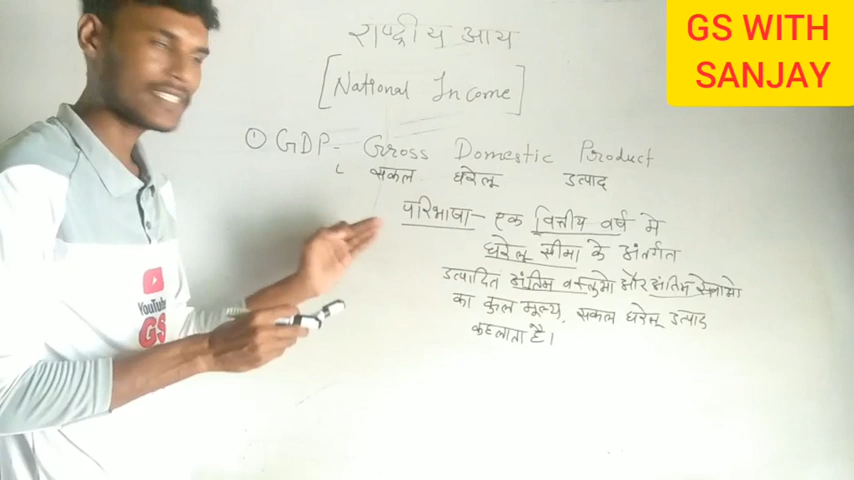 GS WITH
SANJAY
राष्ट्रीय आय
[National Income]
① GDP - Gross Domestic Product
सकल घरेलू उत्पाद
परिभाषा - एक वित्तीय वर्ष मे
घरेलू सीमा के अंतर्गत
उत्पादित अंतिम वस्तुओ और अंतिम सेवाओ
का कुल मूल्य, सकल घरेलू उत्पाद
कहलाता है।
YouTube
GS